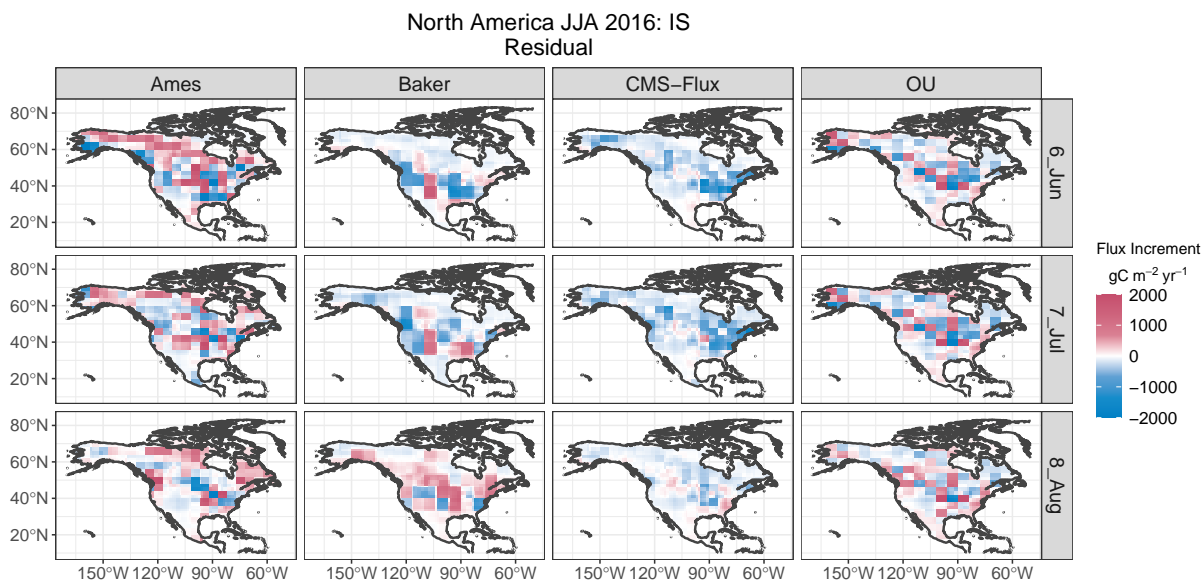 North America JJA 2016: IS
Residual
Ames
Baker
CMS−Flux
OU
80°N
60°N
40°N
20°N
6_Jun
80°N
60°N
40°N
20°N
7_Jul
80°N
60°N
40°N
20°N
8_Aug
150°W 120°W 90°W 60°W
150°W 120°W 90°W 60°W
150°W 120°W 90°W 60°W
150°W 120°W 90°W 60°W
Flux Increment
gC m⁻² yr⁻¹
2000
1000
0
−1000
−2000